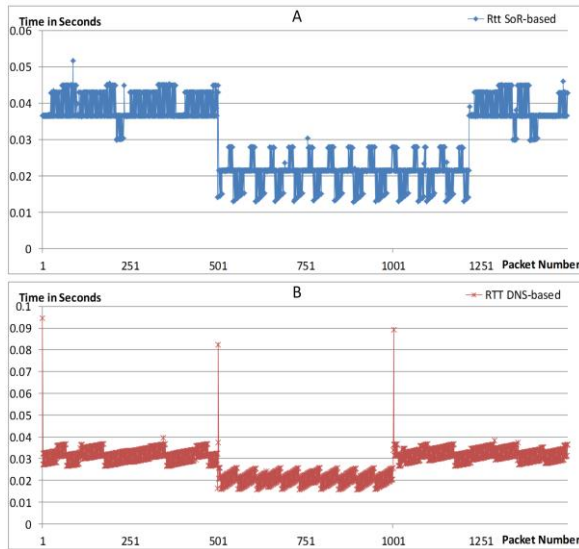 A
Time in Seconds
Rtt SoR-based
0.06
0.05
0.04
0.03
0.02
0.01
0
1 251 501 751 1001 1251 Packet Number
B
Time in Seconds
RTT DNS-based
0.1
0.09
0.08
0.07
0.06
0.05
0.04
0.03
0.02
0.01
0
1 251 501 751 1001 1251 Packet Number